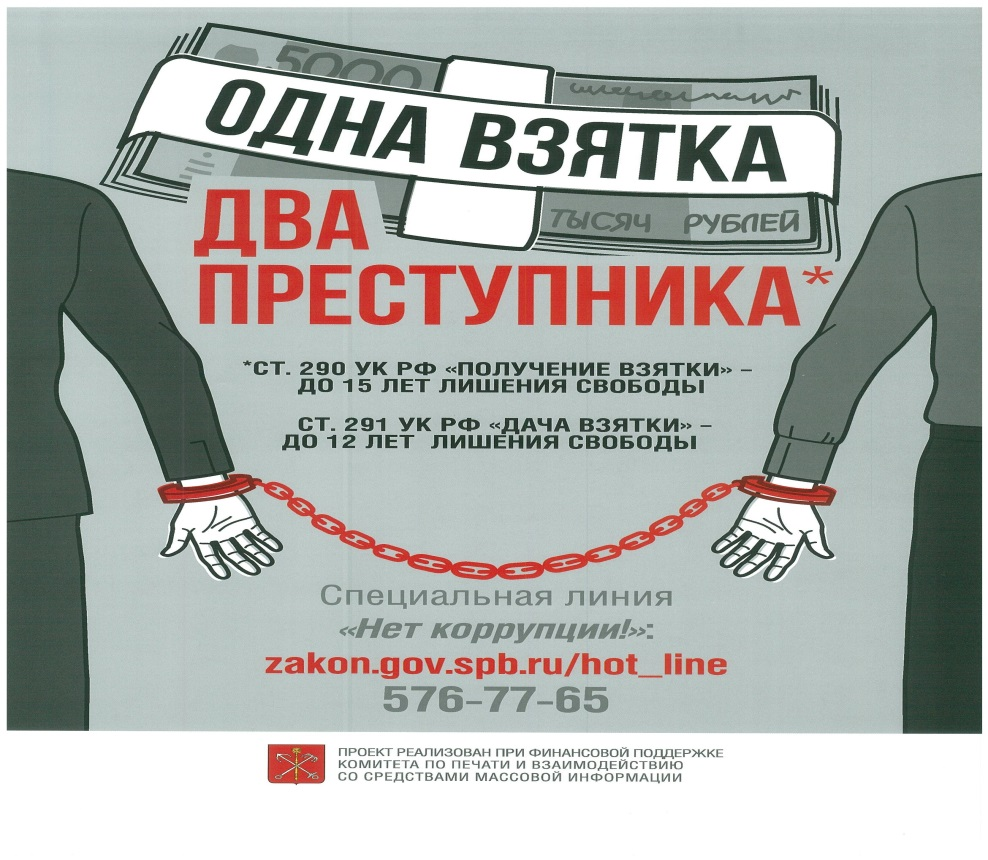 5000
ОДНА ВЗЯТКА
ТЫСЯЧ РУБЛЕЙ
ДВА
ПРЕСТУПНИКА*
*СТ. 290 УК РФ «ПОЛУЧЕНИЕ ВЗЯТКИ» –
ДО 15 ЛЕТ ЛИШЕНИЯ СВОБОДЫ
СТ. 291 УК РФ «ДАЧА ВЗЯТКИ» –
ДО 12 ЛЕТ ЛИШЕНИЯ СВОБОДЫ
Специальная линия
«Нет коррупции!»:
zakon.gov.spb.ru/hot_line
576-77-65
ПРОЕКТ РЕАЛИЗОВАН ПРИ ФИНАНСОВОЙ ПОДДЕРЖКЕ
КОМИТЕТА ПО ПЕЧАТИ И ВЗАИМОДЕЙСТВИЮ
СО СРЕДСТВАМИ МАССОВОЙ ИНФОРМАЦИИ